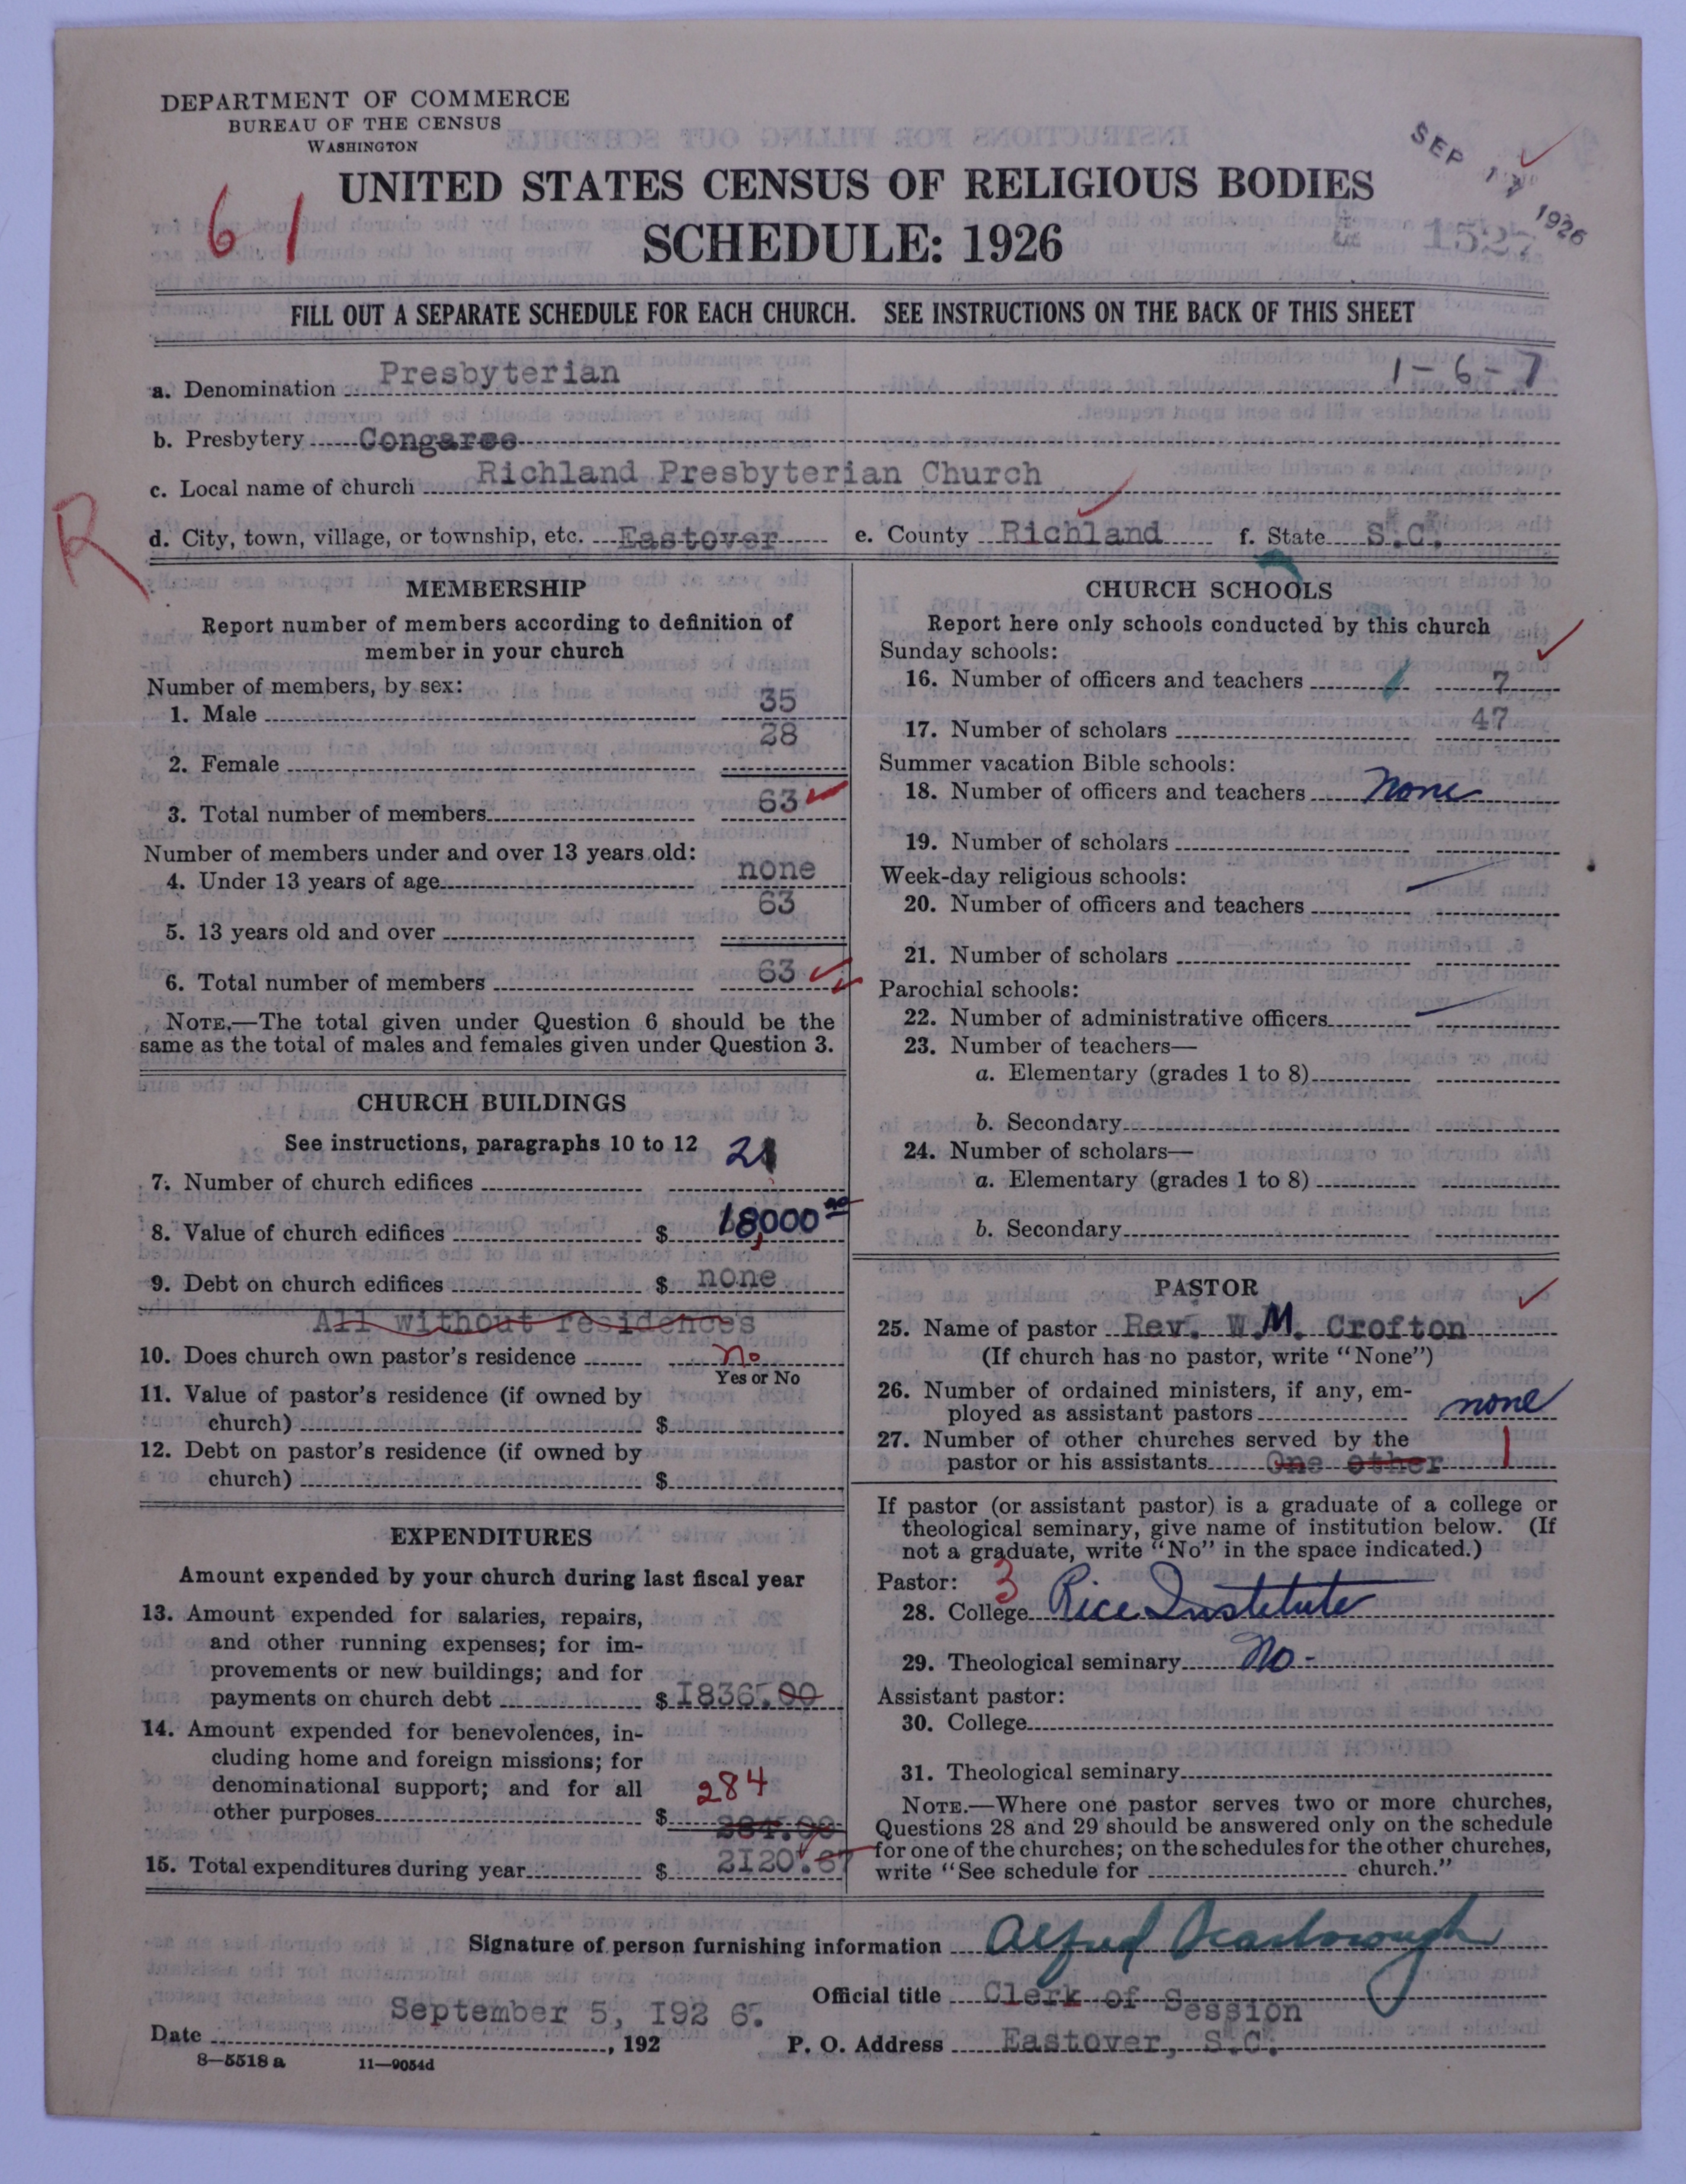 DEPARTMENT OF COMMERCE
BUREAU OF THE CENSUS
WASHINGTON
SEP 17 1926
1527
UNITED STATES CENSUS OF RELIGIOUS BODIES
61
SCHEDULE: 1926
FILL OUT A SEPARATE SCHEDULE FOR EACH CHURCH. SEE INSTRUCTIONS ON THE BACK OF THIS SHEET
a. Denomination Presbyterian 1-6-7
b. Presbytery Congaree
c. Local name of church Richland Presbyterian Church
R
d. City, town, village, or township, etc. Eastover e. County Richland f. State S.C.
MEMBERSHIP
Report number of members according to definition of
member in your church
Number of members, by sex:
1. Male 35
2. Female 28
3. Total number of members 63
Number of members under and over 13 years old:
4. Under 13 years of age none
5. 13 years old and over 63
6. Total number of members 63
NOTE.—The total given under Question 6 should be the
same as the total of males and females given under Question 3.
CHURCH BUILDINGS
See instructions, paragraphs 10 to 12
7. Number of church edifices
8. Value of church edifices $ 18,000 00
9. Debt on church edifices $ none
All without residences
10. Does church own pastor's residence no
Yes or No
11. Value of pastor's residence (if owned by
church) $
12. Debt on pastor's residence (if owned by
church) $
EXPENDITURES
Amount expended by your church during last fiscal year
13. Amount expended for salaries, repairs,
and other running expenses; for im-
provements or new buildings; and for
payments on church debt $ 1836.00
14. Amount expended for benevolences, in-
cluding home and foreign missions; for
denominational support; and for all 284
other purposes $ 284.00
15. Total expenditures during year $ 2120.
CHURCH SCHOOLS
Report here only schools conducted by this church
Sunday schools:
16. Number of officers and teachers 7
17. Number of scholars 47
Summer vacation Bible schools:
18. Number of officers and teachers none
19. Number of scholars
Week-day religious schools:
20. Number of officers and teachers
21. Number of scholars
Parochial schools:
22. Number of administrative officers
23. Number of teachers—
a. Elementary (grades 1 to 8)
b. Secondary
24. Number of scholars—
a. Elementary (grades 1 to 8)
b. Secondary
PASTOR
25. Name of pastor Rev. W.M. Crofton
(If church has no pastor, write "None")
26. Number of ordained ministers, if any, em-
ployed as assistant pastors none
27. Number of other churches served by the
pastor or his assistants One other 1
If pastor (or assistant pastor) is a graduate of a college or
theological seminary, give name of institution below. (If
not a graduate, write "No" in the space indicated.)
Pastor: 3
28. College Rice Institute
29. Theological seminary No -
Assistant pastor:
30. College
31. Theological seminary
NOTE.—Where one pastor serves two or more churches,
Questions 28 and 29 should be answered only on the schedule
for one of the churches; on the schedules for the other churches,
write "See schedule for church."
Signature of person furnishing information Alfred Scarborough
Official title Clerk of Session
Date September 5, 192 6. , 192 P. O. Address Eastover, S.C.
8—5518 a 11—9054d